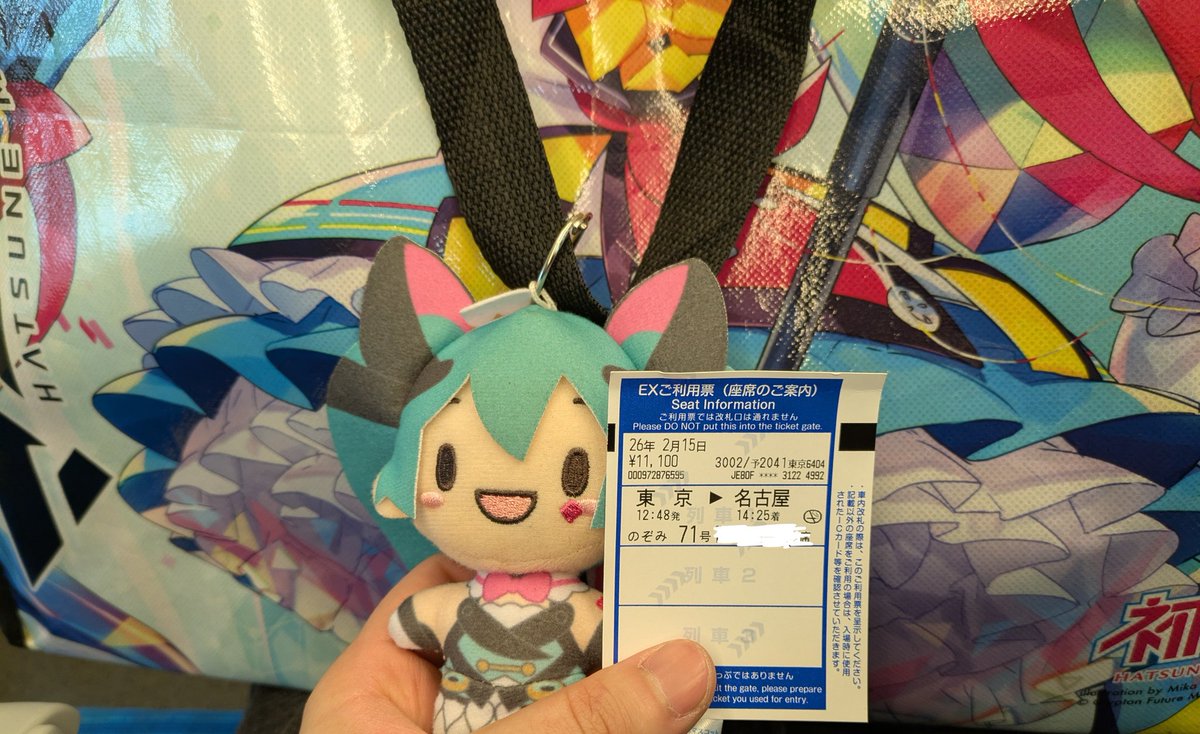 HATSUNE M
EXご利用票（座席のご案内）
Seat Information
ご利用票では改札口は通れません
Please DO NOT put this into the ticket gate.
26年 2月15日
¥11,100 3002/予2041東京6404
000972876595 JEBOF **** 3122 4992
東 京 ▶ 名古屋
12:48発 14:25着
のぞみ 71号
列車2
列車3
っぷではありません
ut the gate, please prepare
cket you used for entry.
・車内改札の際は、このご利用票を呈示してください。
・記載以外の座席をご利用の場合は、入場時に使用
されたICカード等を確認させていただきます。
初
HATSUN
Illustration by Mika
© Crypton Future M